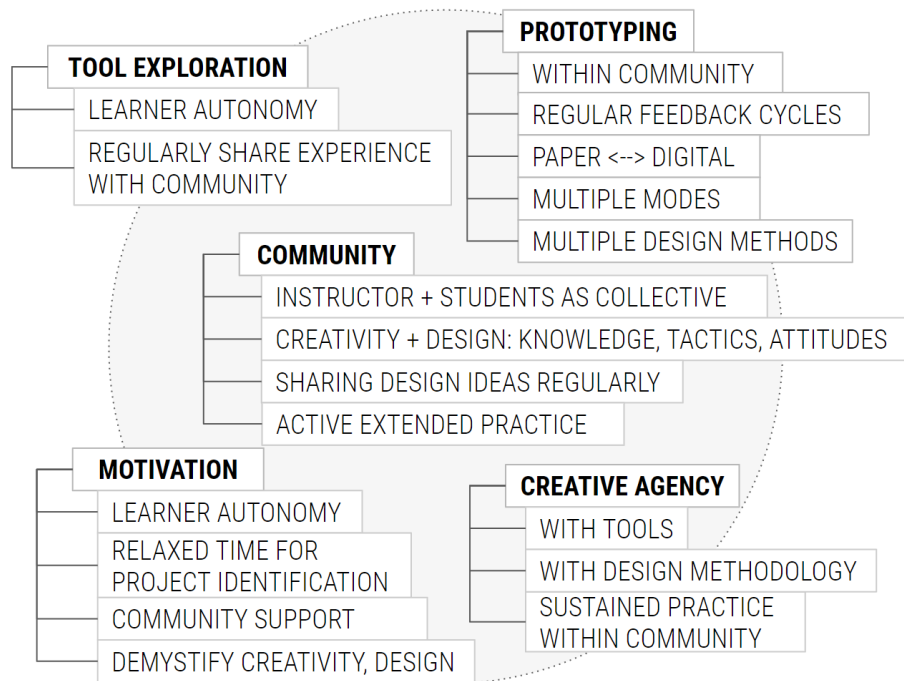 TOOL EXPLORATION
LEARNER AUTONOMY
REGULARLY SHARE EXPERIENCE
WITH COMMUNITY
PROTOTYPING
WITHIN COMMUNITY
REGULAR FEEDBACK CYCLES
PAPER <--> DIGITAL
MULTIPLE MODES
MULTIPLE DESIGN METHODS
COMMUNITY
INSTRUCTOR + STUDENTS AS COLLECTIVE
CREATIVITY + DESIGN: KNOWLEDGE, TACTICS, ATTITUDES
SHARING DESIGN IDEAS REGULARLY
ACTIVE EXTENDED PRACTICE
MOTIVATION
LEARNER AUTONOMY
RELAXED TIME FOR
PROJECT IDENTIFICATION
COMMUNITY SUPPORT
DEMYSTIFY CREATIVITY, DESIGN
CREATIVE AGENCY
WITH TOOLS
WITH DESIGN METHODOLOGY
SUSTAINED PRACTICE
WITHIN COMMUNITY